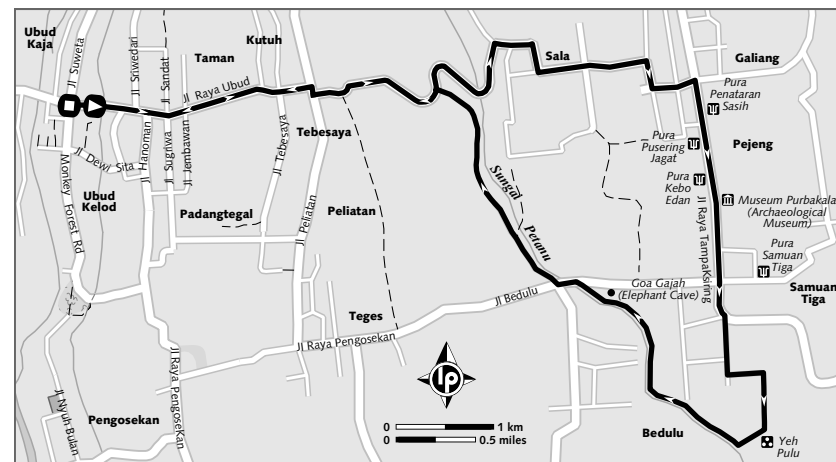 Ubud
Kaja
Jl Suweta
Jl Sriwedari
Jl Sandat
Taman
Kutuh
Jl Raya Ubud
Sala
Galiang
Pura
Penataran
Sasih
Pejeng
Pura
Pusering
Jagat
Pura
Kebo
Edan
Museum Purbakala
(Archaeological
Museum)
Jl Raya Tampaksiring
Pura
Samuan
Tiga
Samuan
Tiga
Jl Dewi Sita
Jl Hanoman
Jl Sugriwa
Jl Jembawan
Jl Tebesaya
Tebesaya
Monkey Forest Rd
Ubud
Kelod
Padangtegal
Jl Peliatan
Peliatan
Sungai
Petanu
Goa Gajah
(Elephant Cave)
Jl Bedulu
Teges
Jl Raya Pengosekan
Jl Raya Pengosekan
Jl Nyuh Bulan
Pengosekan
lp
0 1 km
0 0.5 miles
Bedulu
Yeh
Pulu